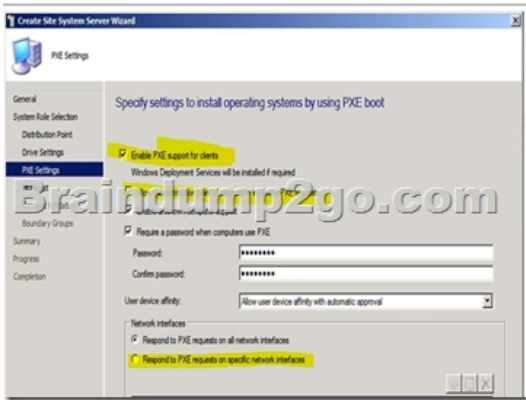 Create Site System Server Wizard
PXE Settings
General
System Role Selection
Distribution Point
Drive Settings
PXE Settings
Boundary Groups
Summary
Progress
Completion
Specify settings to install operating systems by using PXE boot
Enable PXE support for clients
Windows Deployment Services will be installed if required
Braindump2go.com
Require a password when computers use PXE
Password:
Confirm password:
User device affinity:
Allow user device affinity with automatic approval
Network interfaces
Respond to PXE requests on all network interfaces
Respond to PXE requests on specific network interfaces